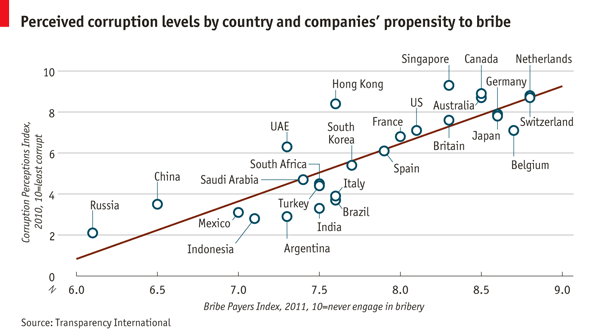 Perceived corruption levels by country and companies' propensity to bribe
Corruption Perceptions Index,
2010, 10=least corrupt
10
8
6
4
2
0
Singapore
Canada
Netherlands
Hong Kong
Germany
US
Australia
UAE
South
Korea
France
Switzerland
Britain
Japan
South Africa
Spain
Belgium
China
Saudi Arabia
Italy
Turkey
Russia
Brazil
Mexico
India
Indonesia
Argentina
6.0
6.5
7.0
7.5
8.0
8.5
9.0
Bribe Payers Index, 2011, 10=never engage in bribery
Source: Transparency International